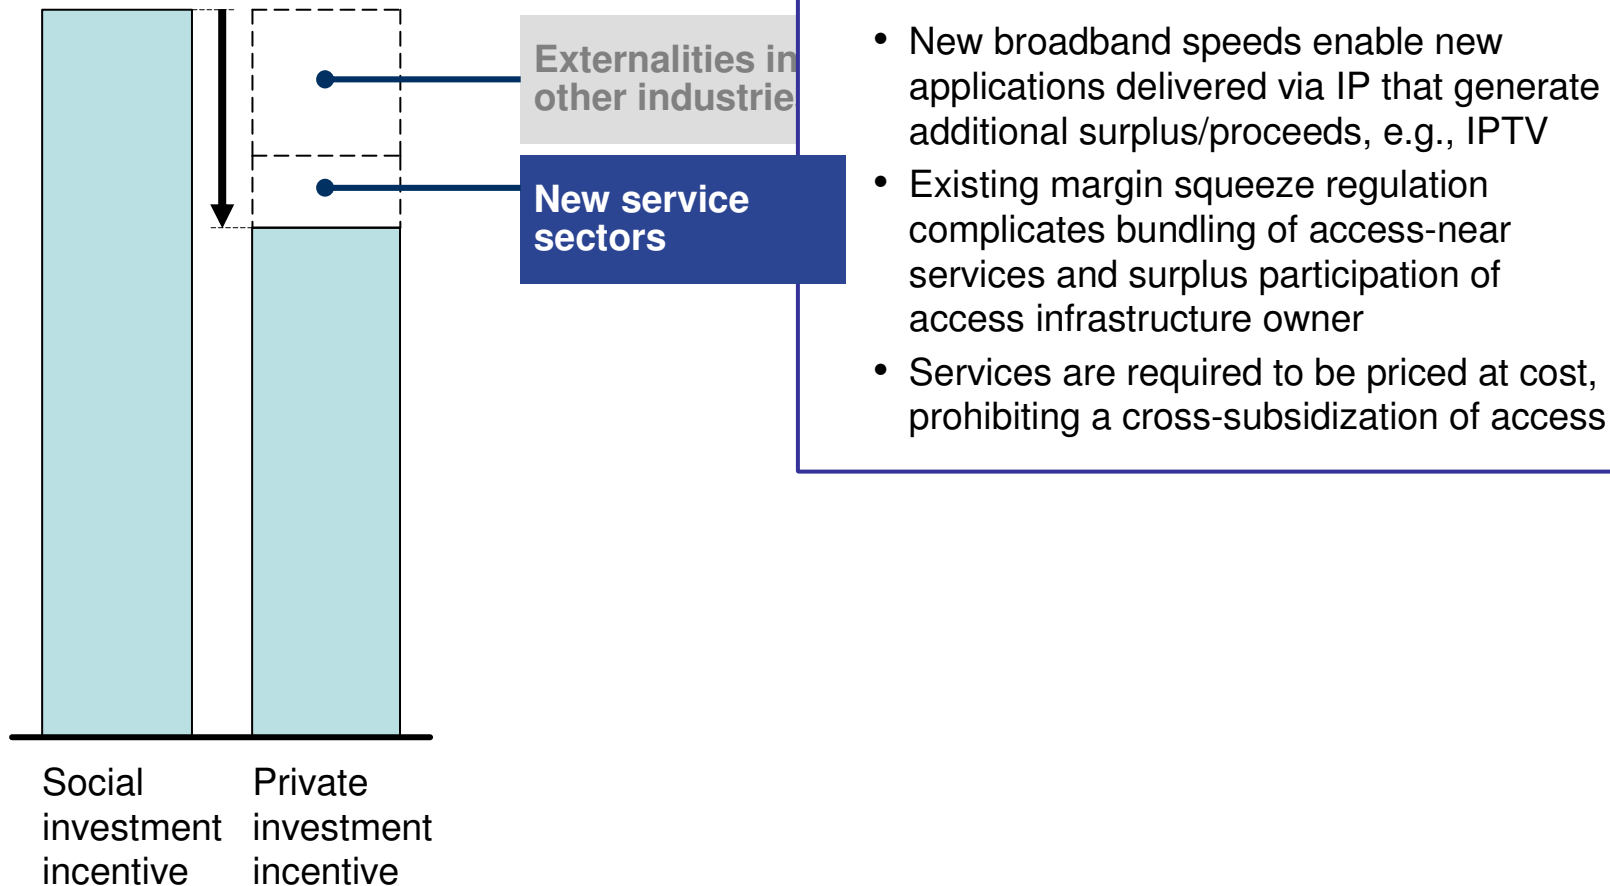 Externalities in
other industrie
New service
sectors
• New broadband speeds enable new
applications delivered via IP that generate
additional surplus/proceeds, e.g., IPTV
• Existing margin squeeze regulation
complicates bundling of access-near
services and surplus participation of
access infrastructure owner
• Services are required to be priced at cost,
prohibiting a cross-subsidization of access
Social
investment
incentive
Private
investment
incentive